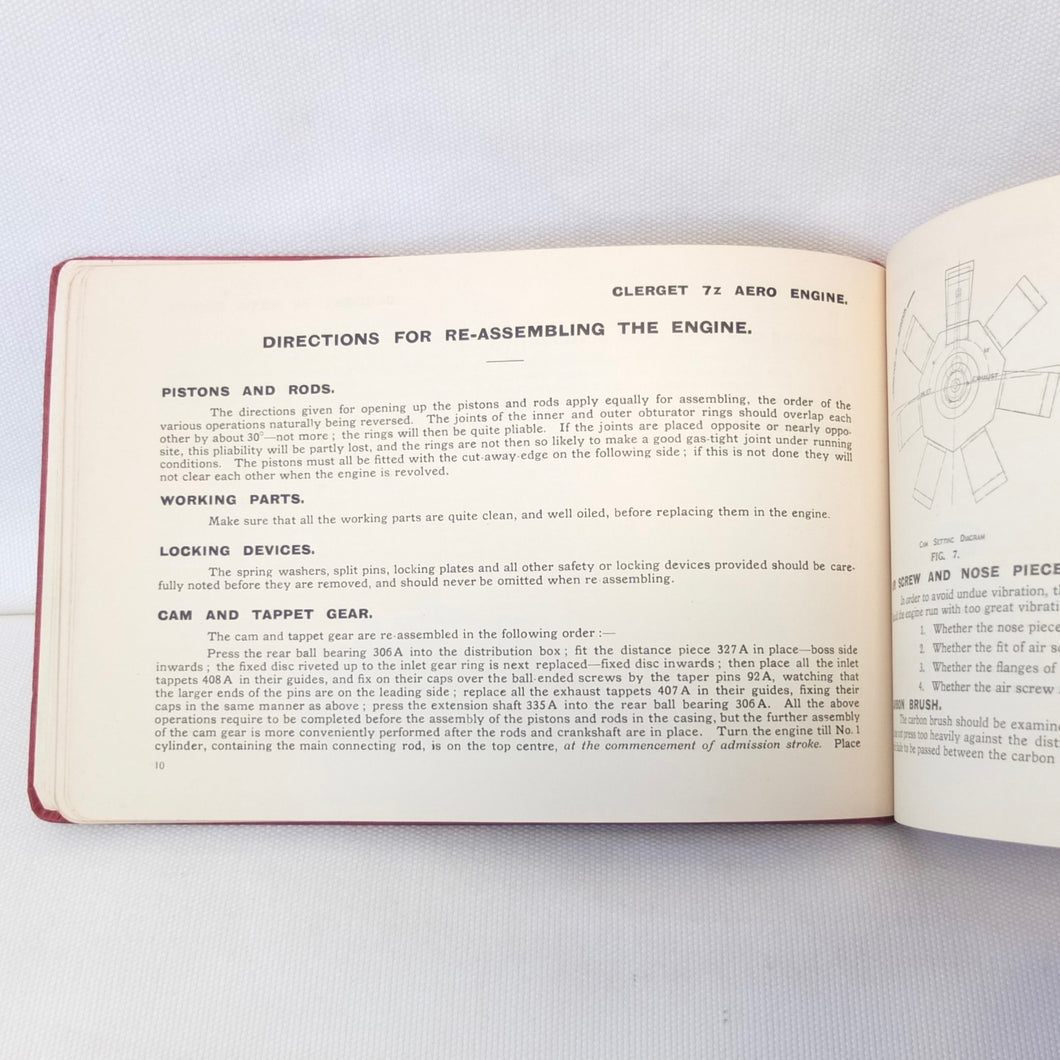 CLERGET 7z AERO ENGINE.
DIRECTIONS FOR RE-ASSEMBLING THE ENGINE.
PISTONS AND RODS.
The directions given for opening up the pistons and rods apply equally for assembling, the order of the
various operations naturally being reversed. The joints of the inner and outer obturator rings should overlap each
other by about 30°—not more ; the rings will then be quite pliable. If the joints are placed opposite or nearly oppo-
site, this pliability will be partly lost, and the rings are not then so likely to make a good gas-tight joint under running
conditions. The pistons must all be fitted with the cut-away-edge on the following side ; if this is not done they will
not clear each other when the engine is revolved.
WORKING PARTS.
Make sure that all the working parts are quite clean, and well oiled, before replacing them in the engine.
LOCKING DEVICES.
The spring washers, split pins, locking plates and all other safety or locking devices provided should be care-
fully noted before they are removed, and should never be omitted when re assembling.
CAM AND TAPPET GEAR.
The cam and tappet gear are re-assembled in the following order :—
Press the rear ball bearing 306A into the distribution box ; fit the distance piece 327A in place—boss side
inwards ; the fixed disc riveted up to the inlet gear ring is next replaced—fixed disc inwards ; then place all the inlet
tappets 408A in their guides, and fix on their caps over the ball-ended screws by the taper pins 92A, watching that
the larger ends of the pins are on the leading side ; replace all the exhaust tappets 407A in their guides, fixing their
caps in the same manner as above ; press the extension shaft 335A into the rear ball bearing 306A. All the above
operations require to be completed before the assembly of the pistons and rods in the casing, but the further assembly
of the cam gear is more conveniently performed after the rods and crankshaft are in place. Turn the engine till No. 1
cylinder, containing the main connecting rod, is on the top centre, at the commencement of admission stroke. Place
10
EXHAUST
CAM SETTING DIAGRAM
FIG. 7.
SCREW AND NOSE PIECE
In order to avoid undue vibration,
the engine run with too great
1. Whether the nose piece
2. Whether the fit of air
3. Whether the flanges of
4. Whether the air screw
BRUSH.
The carbon brush should be
not press too heavily against the
to be passed between the carbon